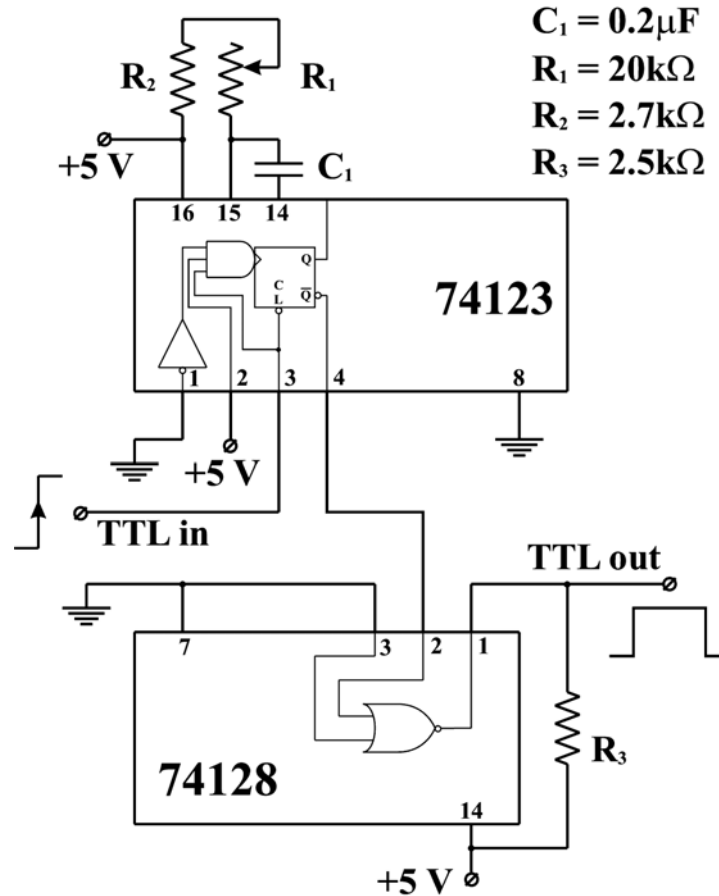 C₁ = 0.2μF
R₁ = 20kΩ
R₂ = 2.7kΩ
R₃ = 2.5kΩ
R₂ R₁
+5 V C₁
16 15 14
Q
C
L Q̅
74123
1 2 3 4 8
+5 V
TTL in
TTL out
7 3 2 1
R₃
74128
14
+5 V